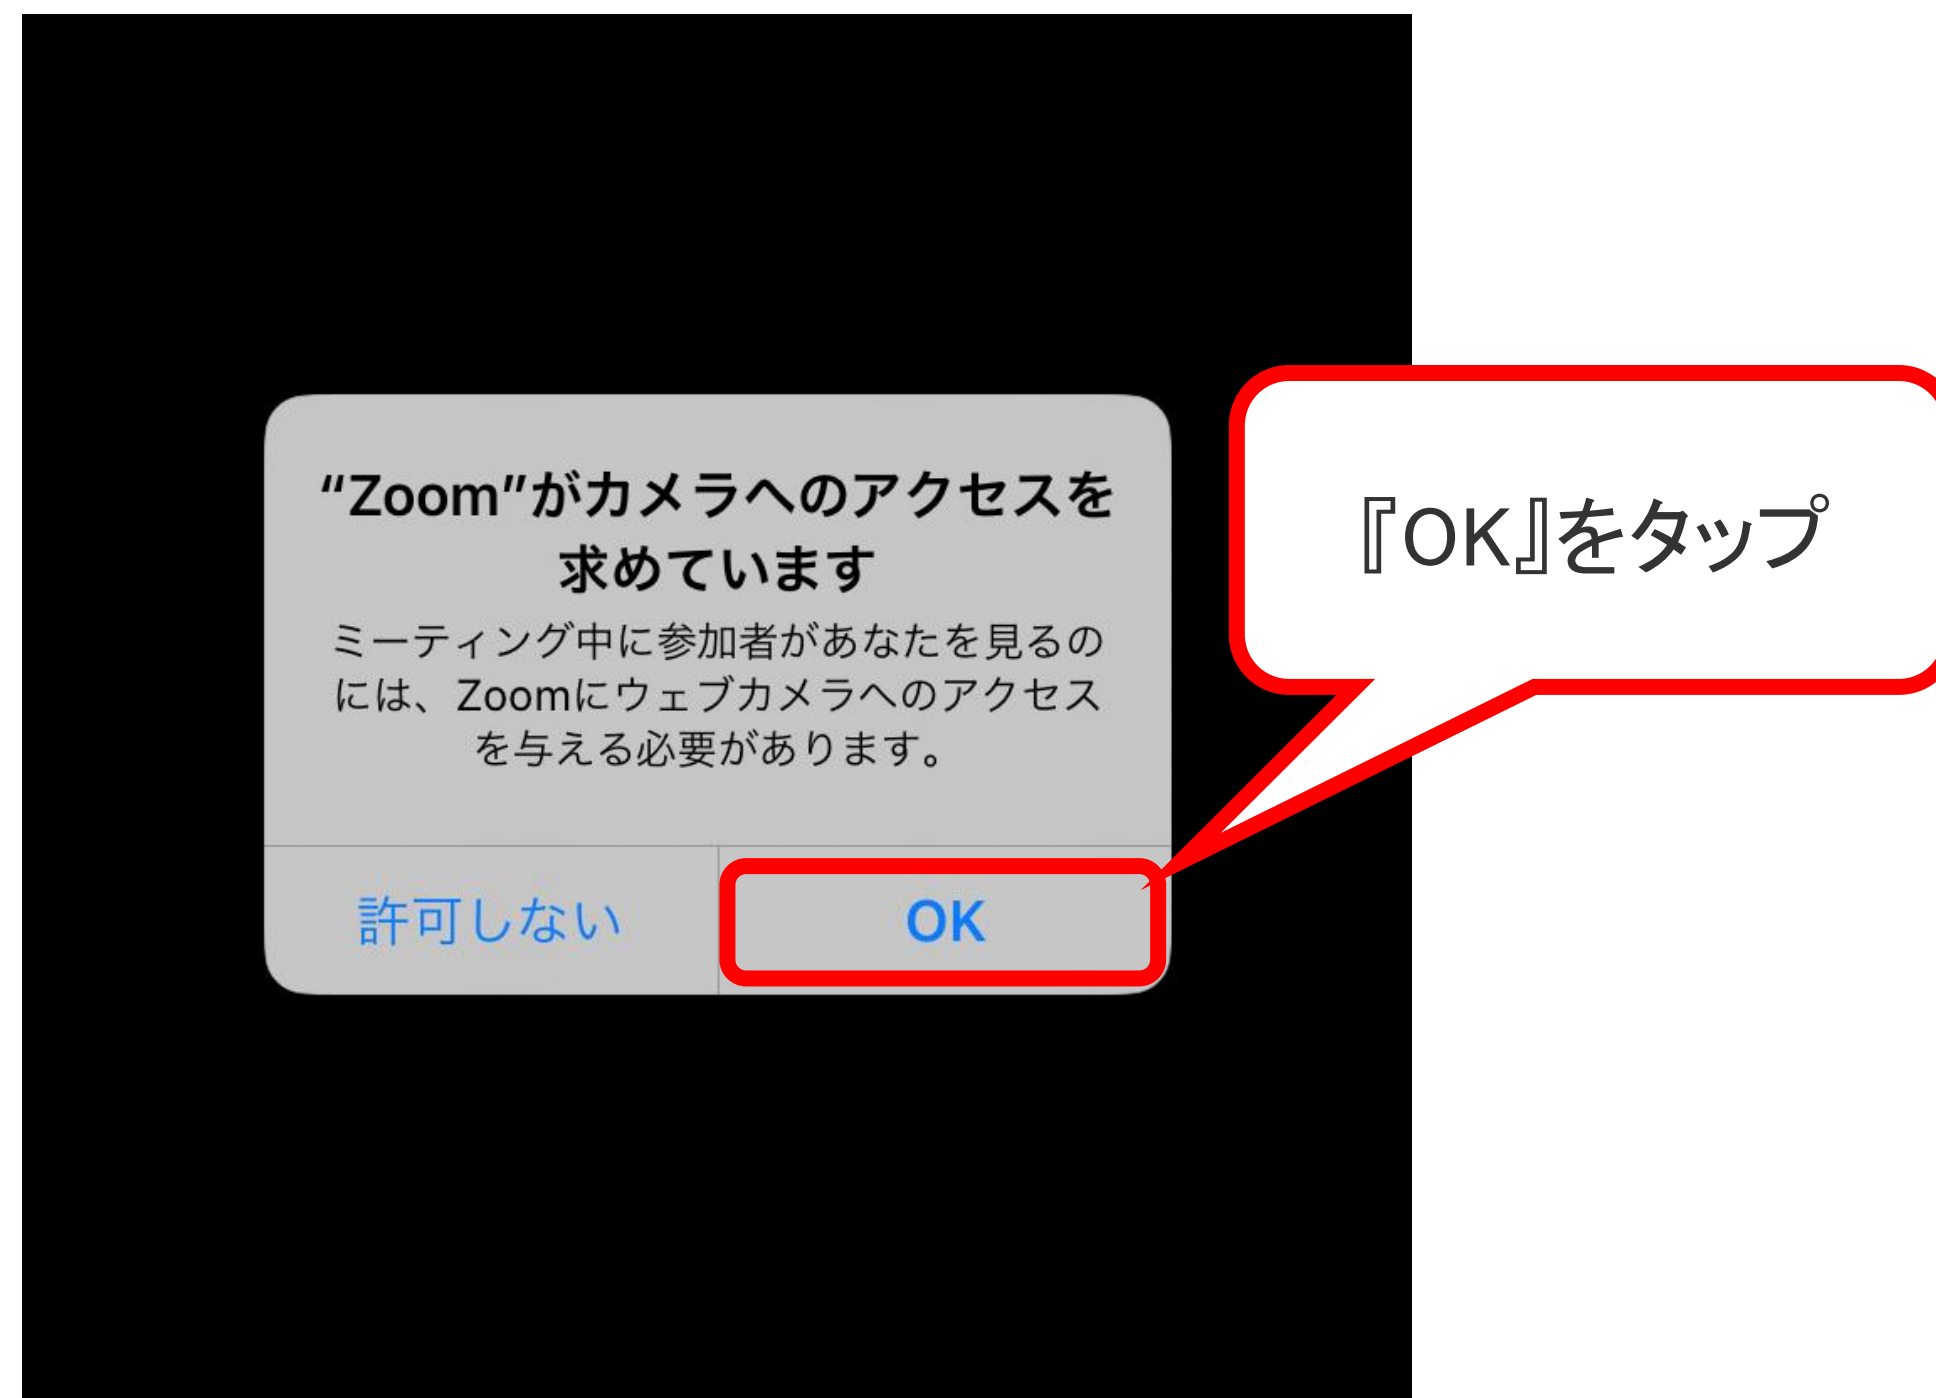 “Zoom”がカメラへのアクセスを
求めています
ミーティング中に参加者があなたを見るの
には、Zoomにウェブカメラへのアクセス
を与える必要があります。
許可しない
OK
『OK』をタップ